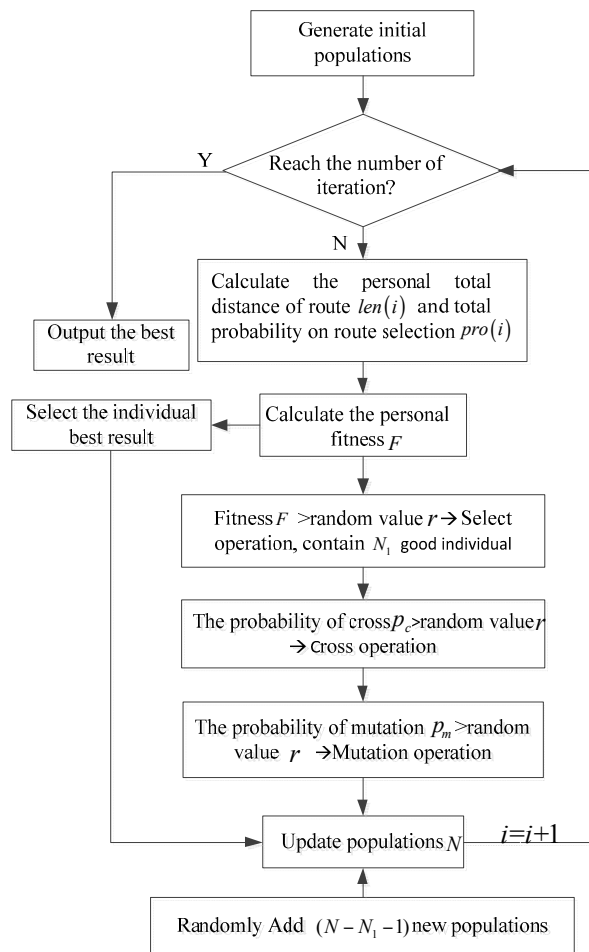 Generate initial
populations
Reach the number of
iteration?
Y
N
Calculate the personal total
distance of route len(i) and total
probability on route selection pro(i)
Output the best
result
Select the individual
best result
Calculate the personal
fitness F
Fitness F >random value r → Select
operation, contain N₁ good individual
The probability of cross p_c>random value r
→ Cross operation
The probability of mutation p_m>random
value r →Mutation operation
Update populations N
i=i+1
Randomly Add (N−N₁−1) new populations